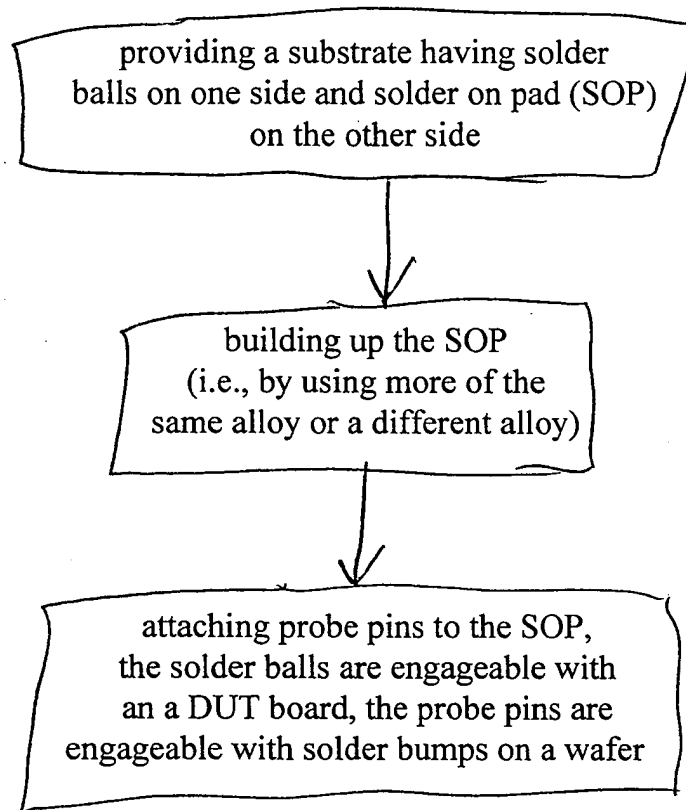 providing a substrate having solder
balls on one side and solder on pad (SOP)
on the other side
building up the SOP
(i.e., by using more of the
same alloy or a different alloy)
attaching probe pins to the SOP,
the solder balls are engageable with
an a DUT board, the probe pins are
engageable with solder bumps on a wafer